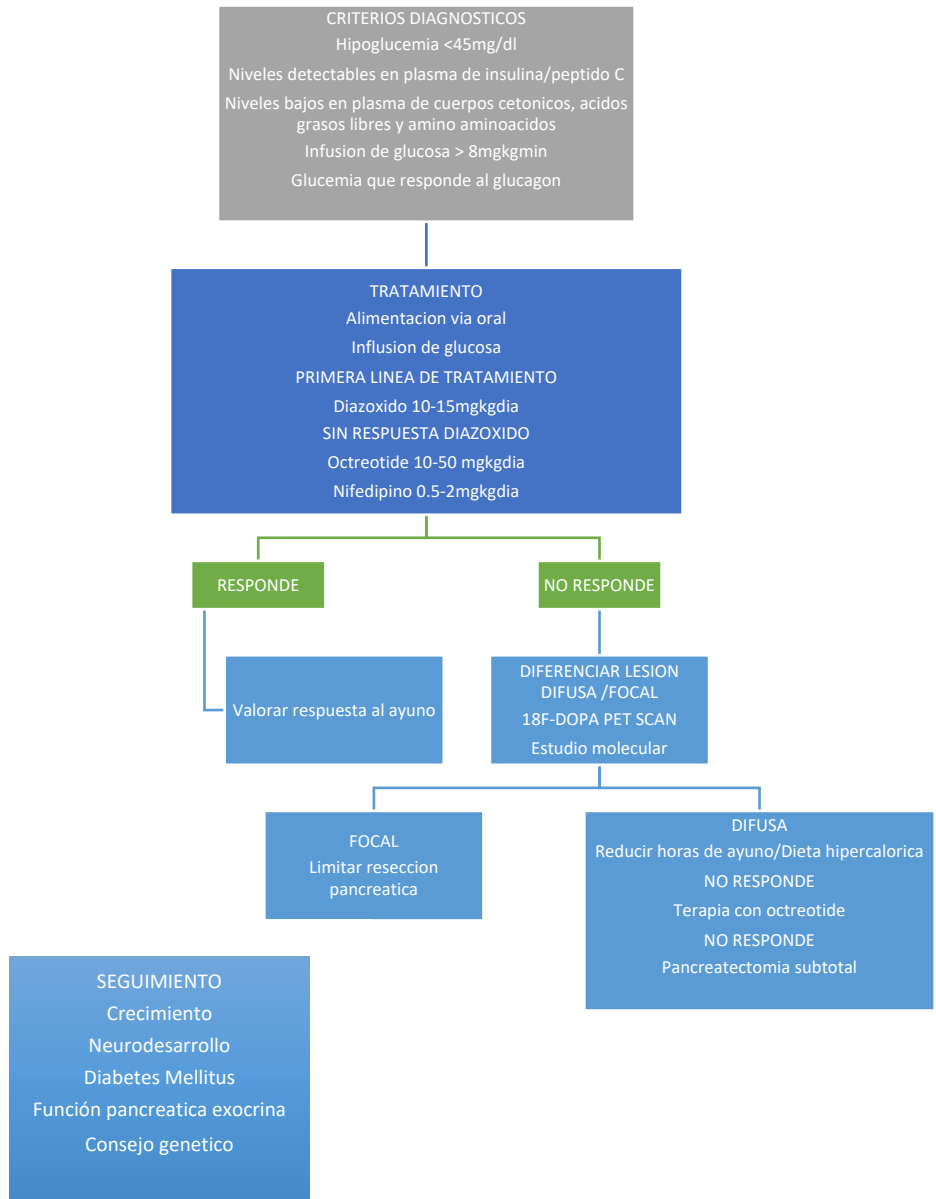 CRITERIOS DIAGNOSTICOS
Hipoglucemia <45mg/dl
Niveles detectables en plasma de insulina/peptido C
Niveles bajos en plasma de cuerpos cetonicos, acidos
grasos libres y amino aminoacidos
Infusion de glucosa > 8mgkgmin
Glucemia que responde al glucagon
TRATAMIENTO
Alimentacion via oral
Influsion de glucosa
PRIMERA LINEA DE TRATAMIENTO
Diazoxido 10-15mgkgdia
SIN RESPUESTA DIAZOXIDO
Octreotide 10-50 mgkgdia
Nifedipino 0.5-2mgkgdia
RESPONDE
NO RESPONDE
Valorar respuesta al ayuno
DIFERENCIAR LESION
DIFUSA /FOCAL
18F-DOPA PET SCAN
Estudio molecular
FOCAL
Limitar reseccion
pancreatica
DIFUSA
Reducir horas de ayuno/Dieta hipercalorica
NO RESPONDE
Terapia con octreotide
NO RESPONDE
Pancreatectomia subtotal
SEGUIMIENTO
Crecimiento
Neurodesarrollo
Diabetes Mellitus
Función pancreatica exocrina
Consejo genetico